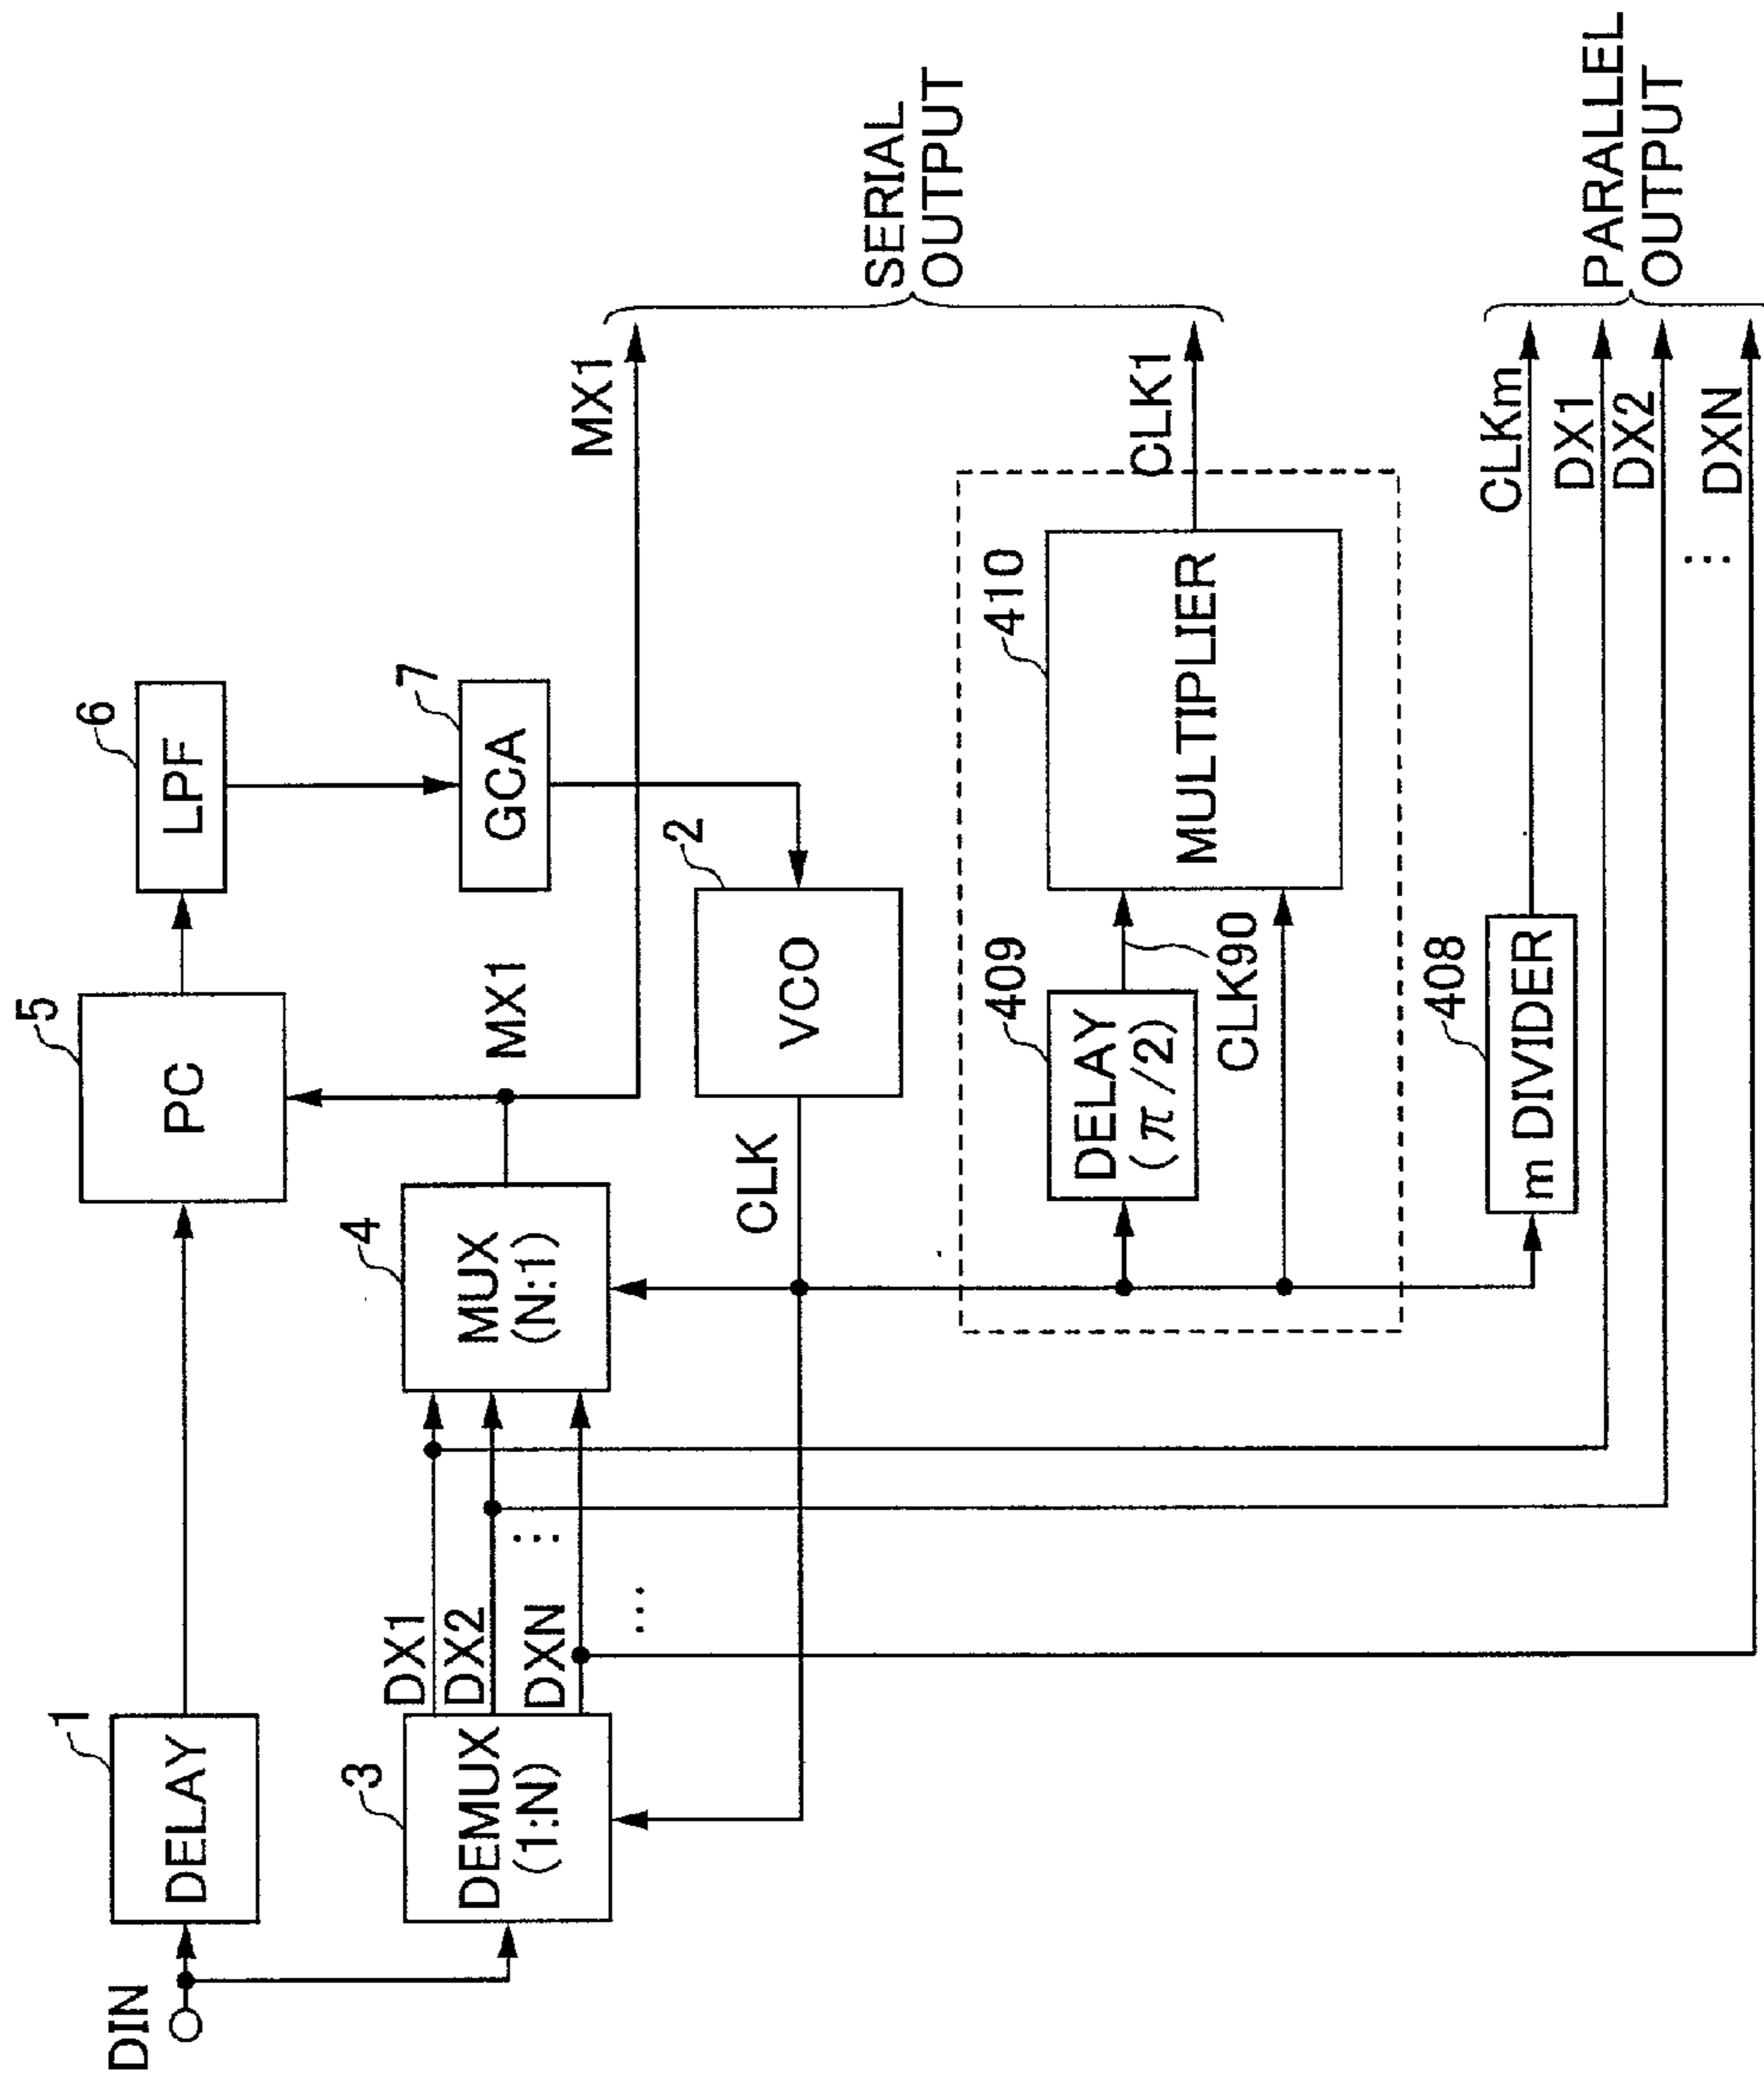 DIN
1
DELAY
5
PC
6
LPF
7
GCA
3
DEMUX
(1:N)
DX1
DX2
⋮
DXN
...
4
MUX
(N:1)
MX1
MX1
2
VCO
CLK
409
DELAY
(π/2)
CLK90
410
MULTIPLIER
CLK1
SERIAL
OUTPUT
408
m DIVIDER
CLKm
DX1
DX2
⋮
DXN
PARALLEL
OUTPUT